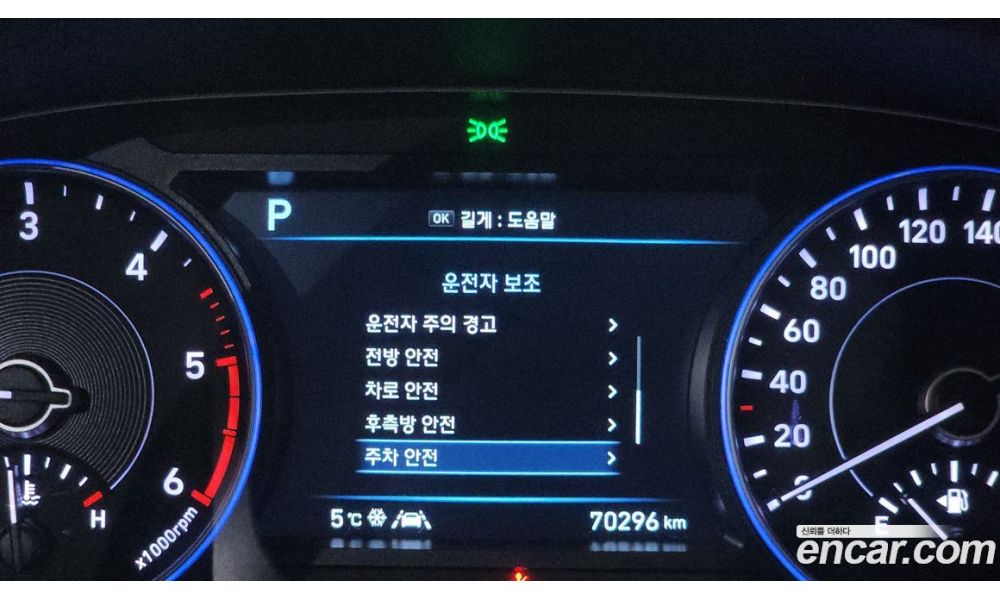 P
OK 길게 : 도움말
운전자 보조
운전자 주의 경고
전방 안전
차로 안전
후측방 안전
주차 안전
5℃
70296 km
3
4
5
6
x1000rpm
H
0
20
40
60
80
100
120
140
E
신뢰를 더하다
encar.com